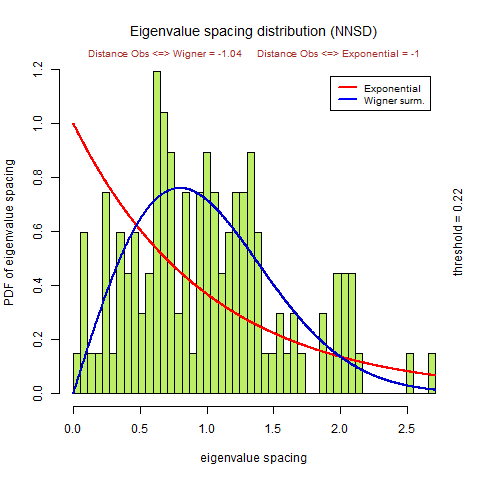 Eigenvalue spacing distribution (NNSD)
Distance Obs <=> Wigner = -1.04 Distance Obs <=> Exponential = -1
Exponential
Wigner surm.
PDF of eigenvalue spacing
1.2
1.0
0.8
0.6
0.4
0.2
0.0
threshold = 0.22
0.0 0.5 1.0 1.5 2.0 2.5
eigenvalue spacing